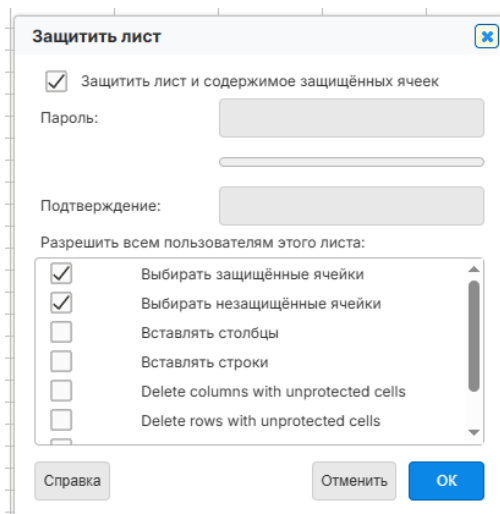 Защитить лист
Защитить лист и содержимое защищённых ячеек
Пароль:
Подтверждение:
Разрешить всем пользователям этого листа:
Выбирать защищённые ячейки
Выбирать незащищённые ячейки
Вставлять столбцы
Вставлять строки
Delete columns with unprotected cells
Delete rows with unprotected cells
Справка
Отменить
ОК